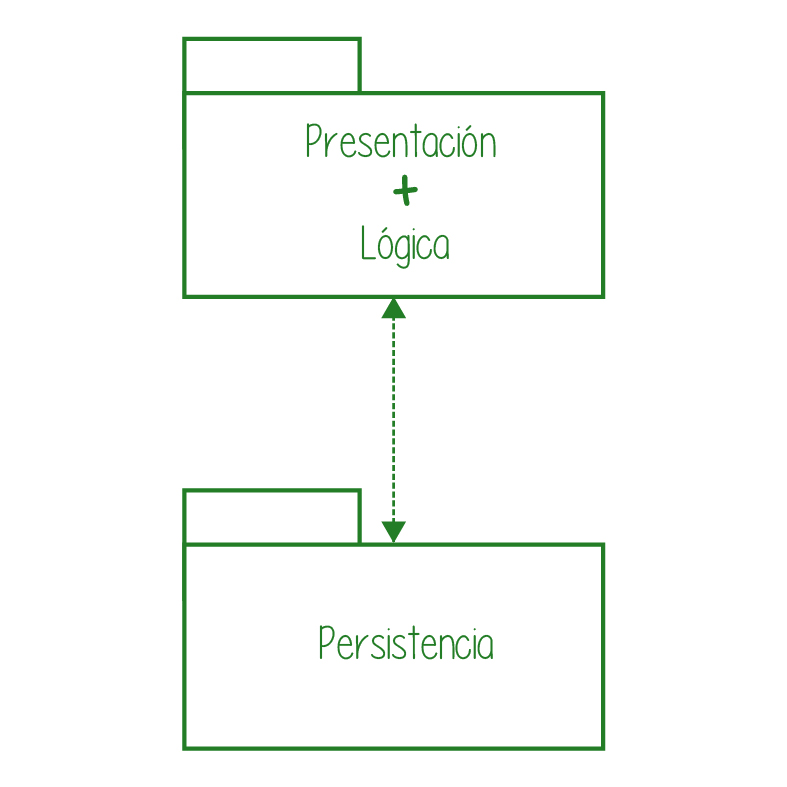 Presentación
+
Lógica
Persistencia